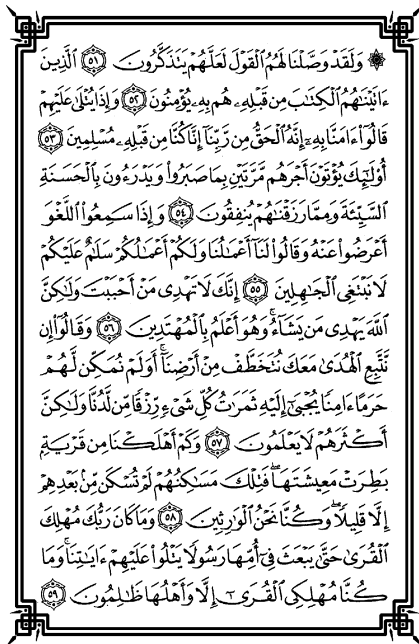 ۞ وَلَقَدْ وَصَّلْنَا لَهُمُ ٱلْقَوْلَ لَعَلَّهُمْ يَتَذَكَّرُونَ ٥١ ٱلَّذِينَ
ءَاتَيْنَٰهُمُ ٱلْكِتَٰبَ مِن قَبْلِهِۦ هُم بِهِۦ يُؤْمِنُونَ ٥٢ وَإِذَا يُتْلَىٰ عَلَيْهِمْ
قَالُوٓا۟ ءَامَنَّا بِهِۦٓ إِنَّهُ ٱلْحَقُّ مِن رَّبِّنَآ إِنَّا كُنَّا مِن قَبْلِهِۦ مُسْلِمِينَ ٥٣
أُو۟لَٰٓئِكَ يُؤْتَوْنَ أَجْرَهُم مَّرَّتَيْنِ بِمَا صَبَرُوا۟ وَيَدْرَءُونَ بِٱلْحَسَنَةِ
ٱلسَّيِّئَةَ وَمِمَّا رَزَقْنَٰهُمْ يُنفِقُونَ ٥٤ وَإِذَا سَمِعُوا۟ ٱللَّغْوَ
أَعْرَضُوا۟ عَنْهُ وَقَالُوا۟ لَنَآ أَعْمَٰلُنَا وَلَكُمْ أَعْمَٰلُكُمْ سَلَٰمٌ عَلَيْكُمْ
لَا نَبْتَغِى ٱلْجَٰهِلِينَ ٥٥ إِنَّكَ لَا تَهْدِى مَنْ أَحْبَبْتَ وَلَٰكِنَّ
ٱللَّهَ يَهْدِى مَن يَشَآءُ ۚ وَهُوَ أَعْلَمُ بِٱلْمُهْتَدِينَ ٥٦ وَقَالُوٓا۟ إِن
نَّتَّبِعِ ٱلْهُدَىٰ مَعَكَ نُتَخَطَّفْ مِنْ أَرْضِنَآ ۚ أَوَلَمْ نُمَكِّن لَّهُمْ
حَرَمًا ءَامِنًا يُجْبَىٰٓ إِلَيْهِ ثَمَرَٰتُ كُلِّ شَىْءٍ رِّزْقًا مِّن لَّدُنَّا وَلَٰكِنَّ
أَكْثَرَهُمْ لَا يَعْلَمُونَ ٥٧ وَكَمْ أَهْلَكْنَا مِن قَرْيَةٍۭ
بَطِرَتْ مَعِيشَتَهَا ۖ فَتِلْكَ مَسَٰكِنُهُمْ لَمْ تُسْكَن مِّنۢ بَعْدِهِمْ
إِلَّا قَلِيلًا ۖ وَكُنَّا نَحْنُ ٱلْوَٰرِثِينَ ٥٨ وَمَا كَانَ رَبُّكَ مُهْلِكَ
ٱلْقُرَىٰ حَتَّىٰ يَبْعَثَ فِىٓ أُمِّهَا رَسُولًا يَتْلُوا۟ عَلَيْهِمْ ءَايَٰتِنَا ۚ وَمَا
كُنَّا مُهْلِكِى ٱلْقُرَىٰٓ إِلَّا وَأَهْلُهَا ظَٰلِمُونَ ٥٩